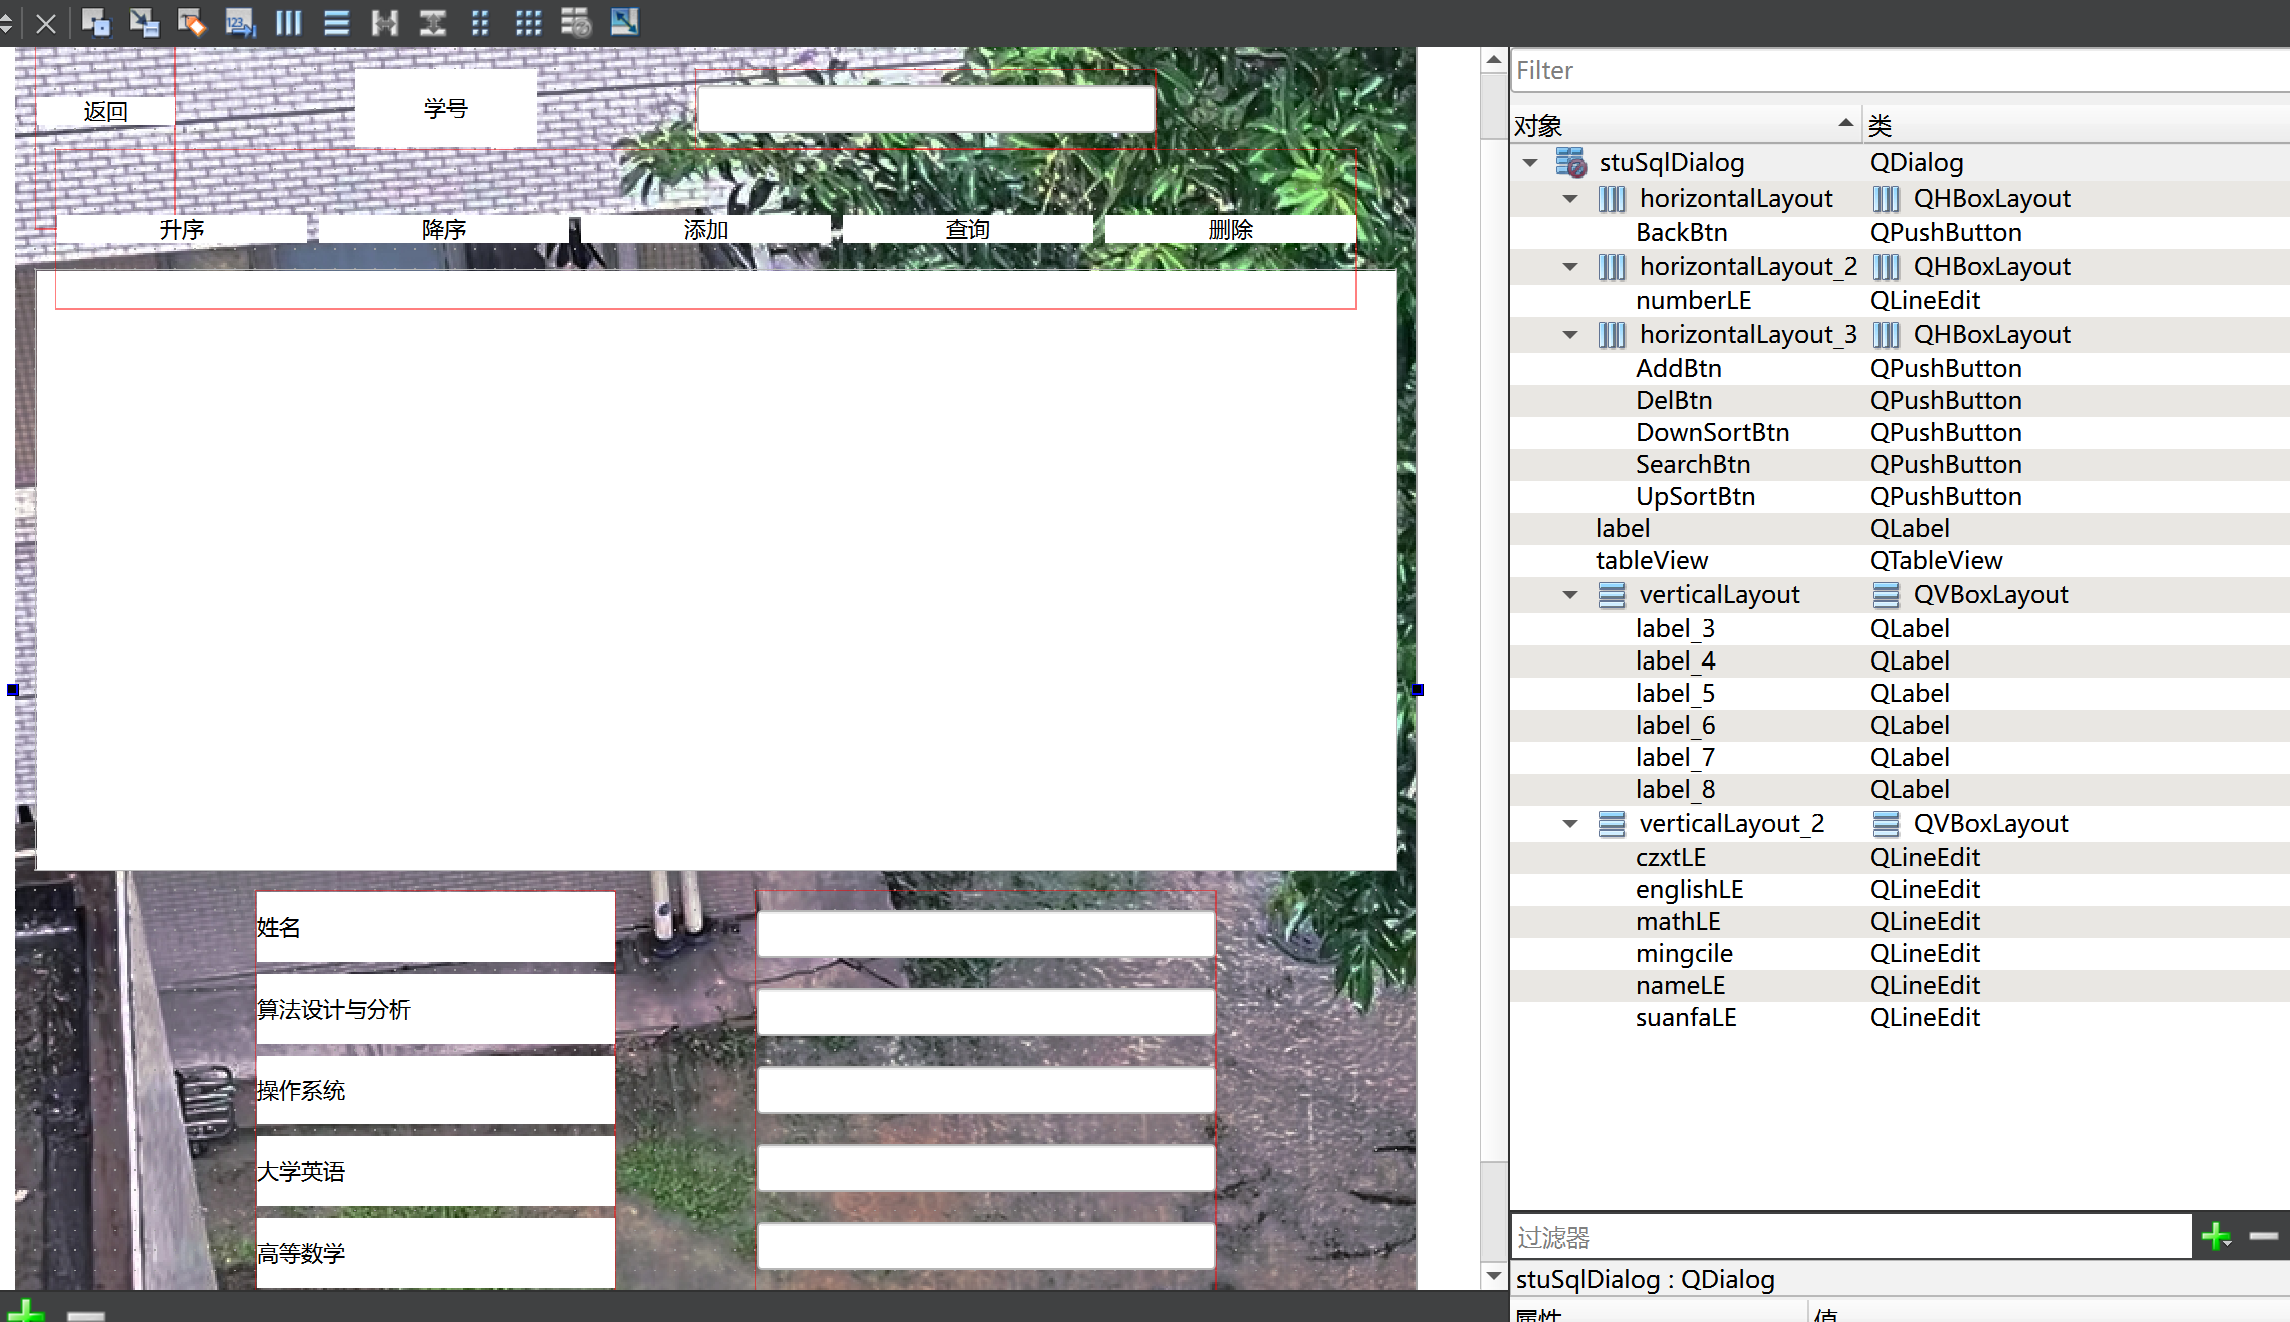 返回
学号
升序 降序 添加 查询 删除
姓名
算法设计与分析
操作系统
大学英语
高等数学
Filter
对象 类
stuSqlDialog QDialog
horizontalLayout QHBoxLayout
BackBtn QPushButton
horizontalLayout_2 QHBoxLayout
numberLE QLineEdit
horizontalLayout_3 QHBoxLayout
AddBtn QPushButton
DelBtn QPushButton
DownSortBtn QPushButton
SearchBtn QPushButton
UpSortBtn QPushButton
label QLabel
tableView QTableView
verticalLayout QVBoxLayout
label_3 QLabel
label_4 QLabel
label_5 QLabel
label_6 QLabel
label_7 QLabel
label_8 QLabel
verticalLayout_2 QVBoxLayout
czxtLE QLineEdit
englishLE QLineEdit
mathLE QLineEdit
mingcile QLineEdit
nameLE QLineEdit
suanfaLE QLineEdit
过滤器
stuSqlDialog : QDialog
属性 值